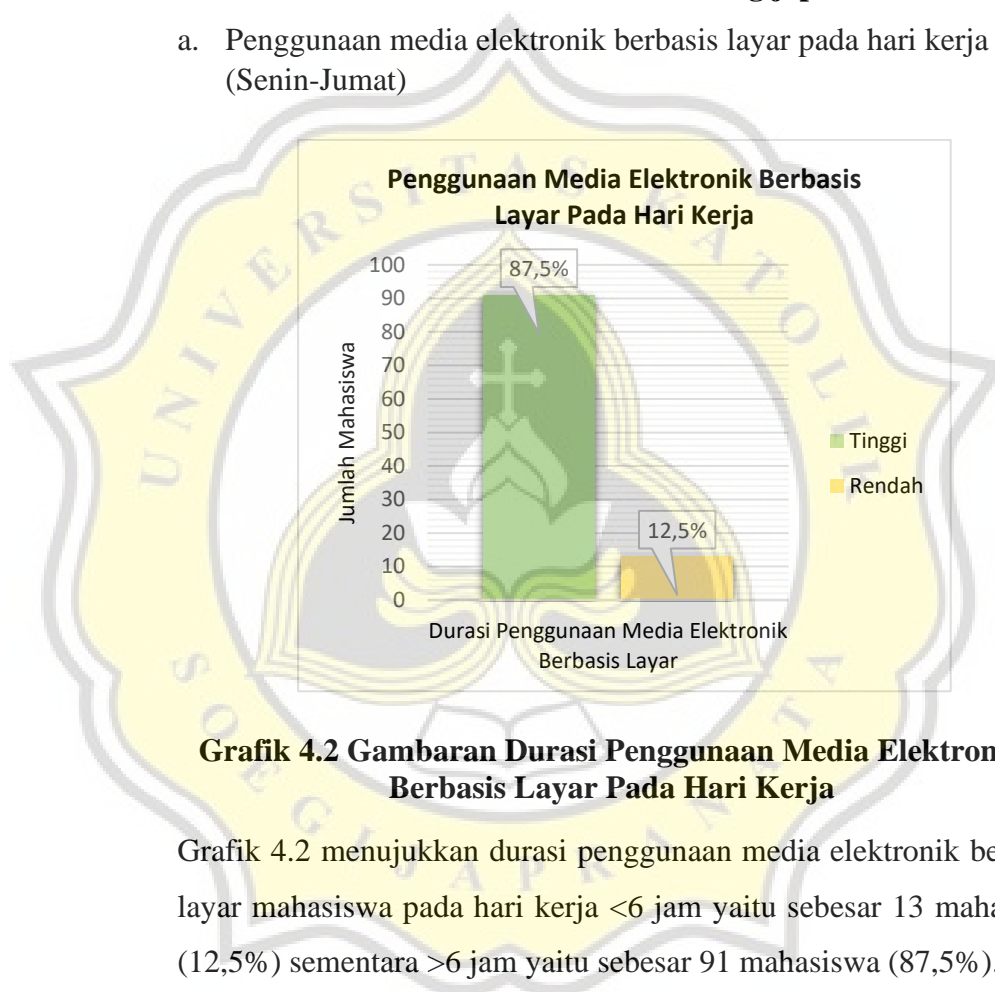 a. Penggunaan media elektronik berbasis layar pada hari kerja
(Senin-Jumat)
Penggunaan Media Elektronik Berbasis
Layar Pada Hari Kerja
100
90
80
70
60
50
40
30
20
10
0
Jumlah Mahasiswa
87,5%
12,5%
Tinggi
Rendah
Durasi Penggunaan Media Elektronik
Berbasis Layar
Grafik 4.2 Gambaran Durasi Penggunaan Media Elektron
Berbasis Layar Pada Hari Kerja
Grafik 4.2 menujukkan durasi penggunaan media elektronik be
layar mahasiswa pada hari kerja <6 jam yaitu sebesar 13 maha
(12,5%) sementara >6 jam yaitu sebesar 91 mahasiswa (87,5%).
UNIVERSITAS KATOLIK
SOEGIJAPRANATA